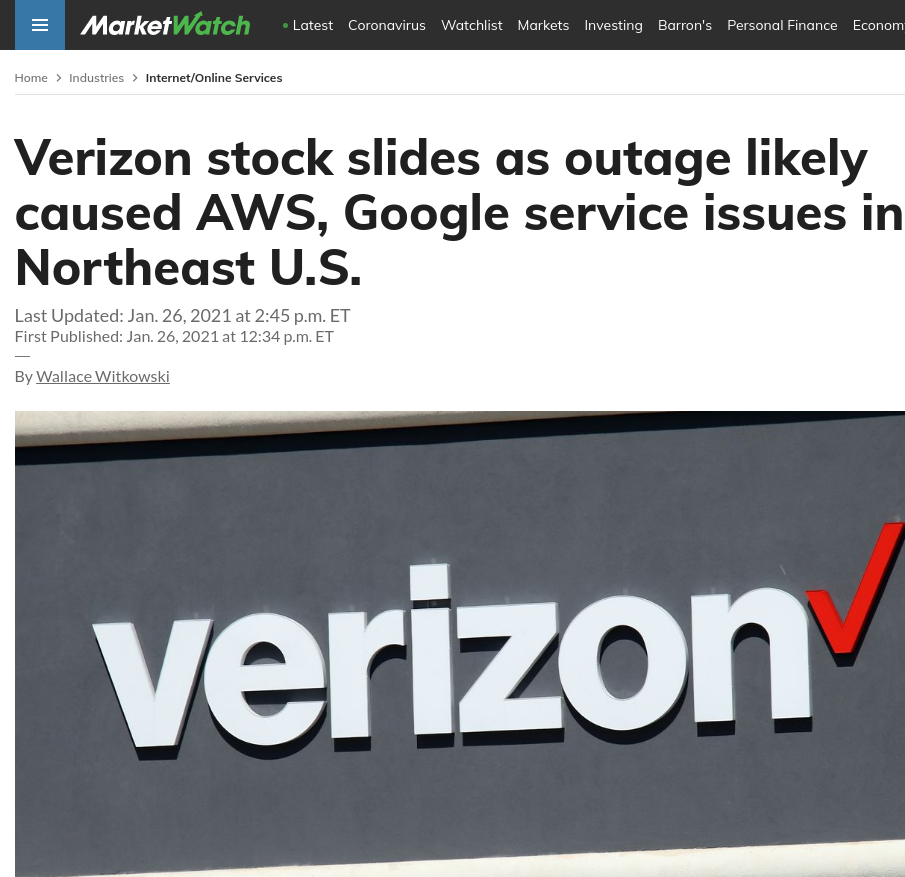 MarketWatch
Latest Coronavirus Watchlist Markets Investing Barron's Personal Finance Econom
Home Industries Internet/Online Services
Verizon stock slides as outage likely
caused AWS, Google service issues in
Northeast U.S.
Last Updated: Jan. 26, 2021 at 2:45 p.m. ET
First Published: Jan. 26, 2021 at 12:34 p.m. ET
—
By Wallace Witkowski
verizon